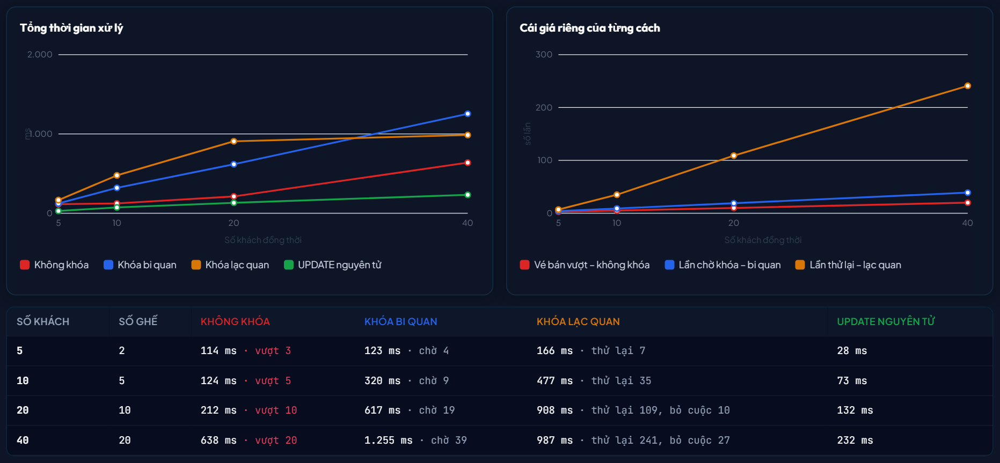 Tổng thời gian xử lý
2.000
1.000
0
ms
5 10 20 40
Số khách đồng thời
Không khóa Khóa bi quan Khóa lạc quan UPDATE nguyên tử
Cái giá riêng của từng cách
300
200
100
0
số lần
5 10 20 40
Số khách đồng thời
Vé bán vượt – không khóa Lần chờ khóa – bi quan Lần thử lại – lạc quan
SỐ KHÁCH SỐ GHẾ KHÔNG KHÓA KHÓA BI QUAN KHÓA LẠC QUAN UPDATE NGUYÊN TỬ
5 2 114 ms · vượt 3 123 ms · chờ 4 166 ms · thử lại 7 28 ms
10 5 124 ms · vượt 5 320 ms · chờ 9 477 ms · thử lại 35 73 ms
20 10 212 ms · vượt 10 617 ms · chờ 19 908 ms · thử lại 109, bỏ cuộc 10 132 ms
40 20 638 ms · vượt 20 1.255 ms · chờ 39 987 ms · thử lại 241, bỏ cuộc 27 232 ms